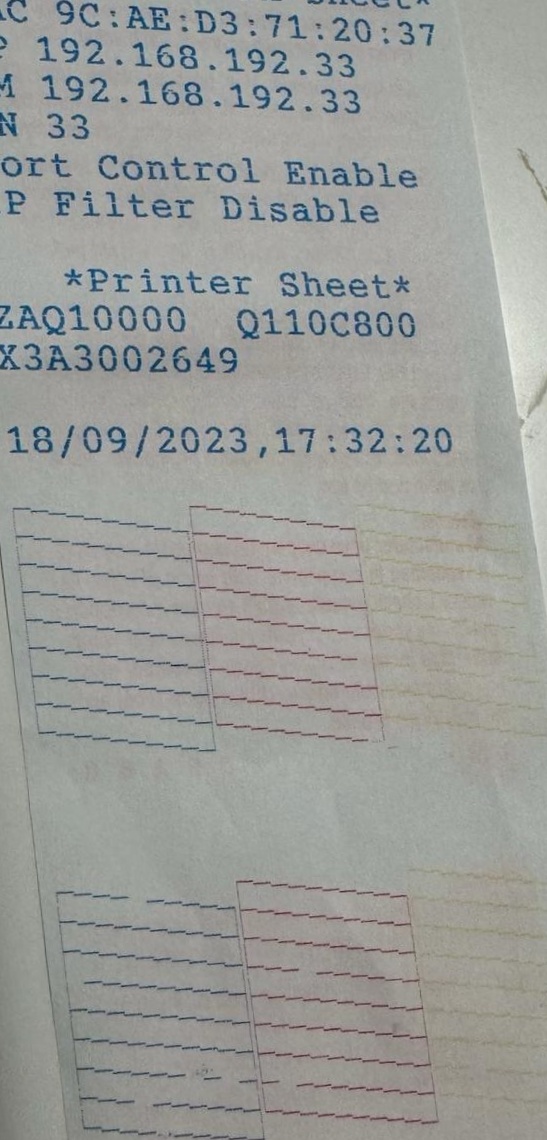 9C:AE:D3:71:20:37
192.168.192.33
192.168.192.33
33
Control Enable
Filter Disable
*Printer Sheet*
ZAQ10000 Q110C800
X3A3002649
18/09/2023,17:32:20